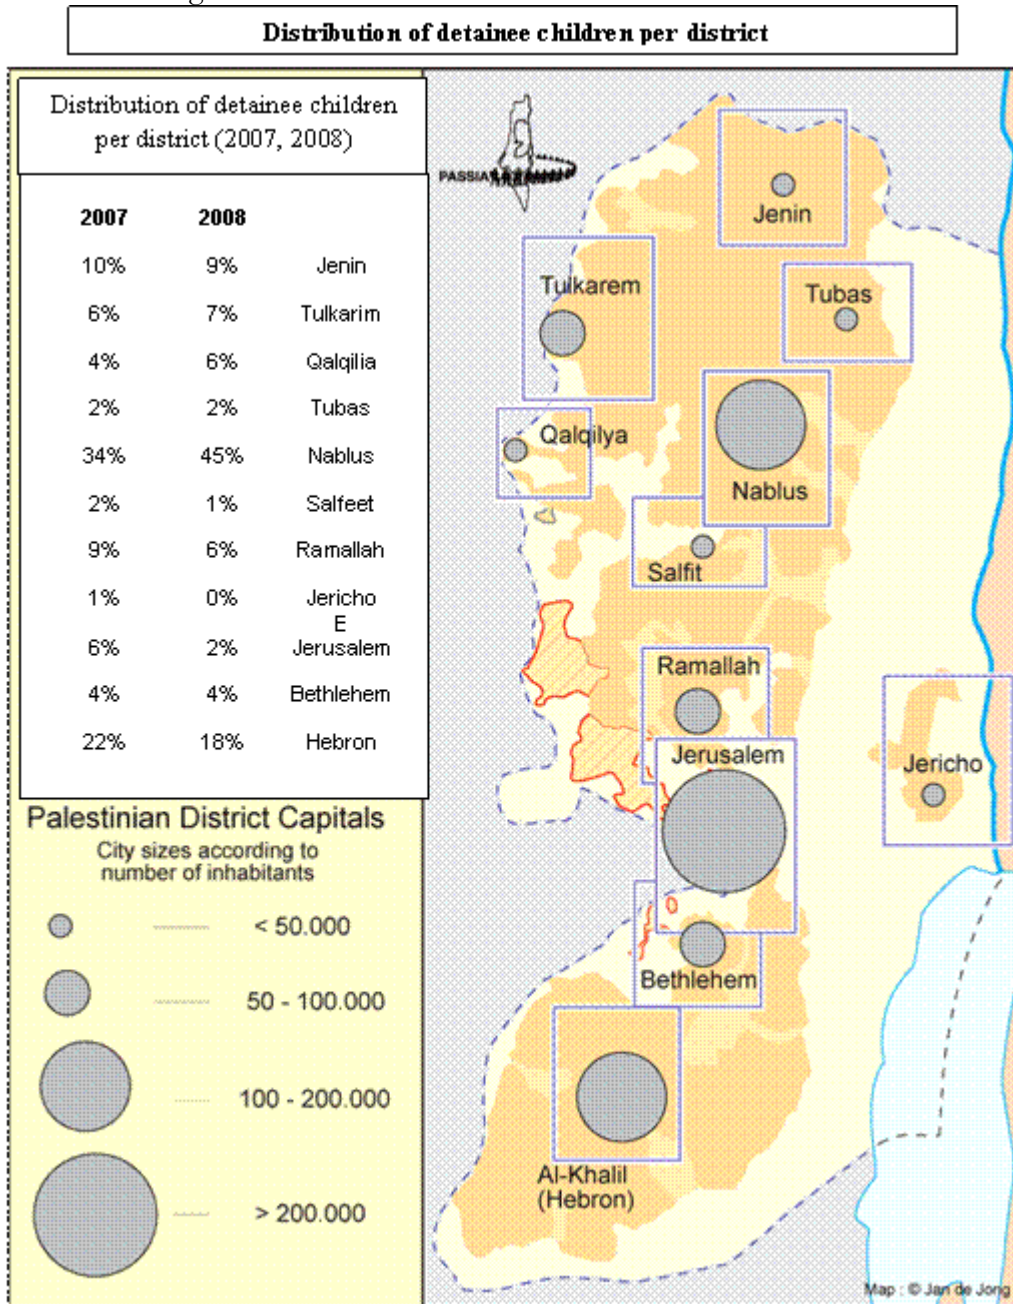 Distribution of detainee children per district
Distribution of detainee children
per district (2007, 2008)
2007 2008
10% 9% Jenin
6% 7% Tulkarim
4% 6% Qalqilia
2% 2% Tubas
34% 45% Nablus
2% 1% Salfeet
9% 6% Ramallah
1% 0% Jericho
E
6% 2% Jerusalem
4% 4% Bethlehem
22% 18% Hebron
Palestinian District Capitals
City sizes according to
number of inhabitants
< 50.000
50 - 100.000
100 - 200.000
> 200.000
PASSIA
Jenin
Tulkarem
Tubas
Qalqilya
Nablus
Salfit
Ramallah
Jerusalem
Jericho
Bethlehem
Al-Khalil
(Hebron)
Map : © Jan de Jong